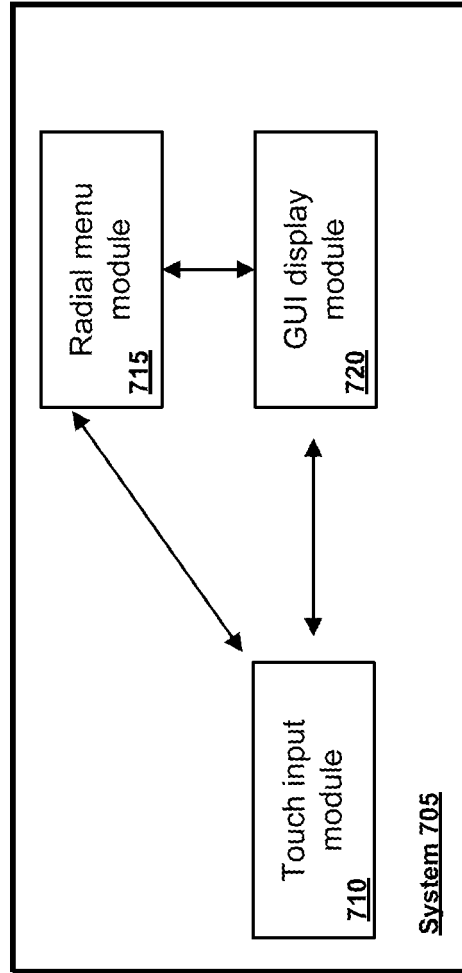 Radial menu
module
715
GUI display
module
720
Touch input
module
710
System 705